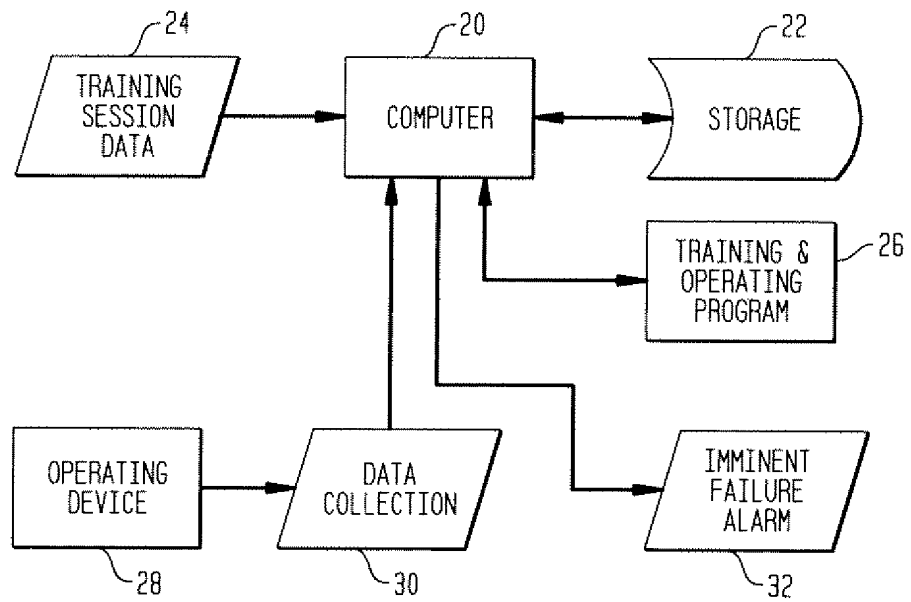 24
TRAINING
SESSION
DATA
20
COMPUTER
22
STORAGE
26
TRAINING &
OPERATING
PROGRAM
OPERATING
DEVICE
28
DATA
COLLECTION
30
IMMINENT
FAILURE
ALARM
32